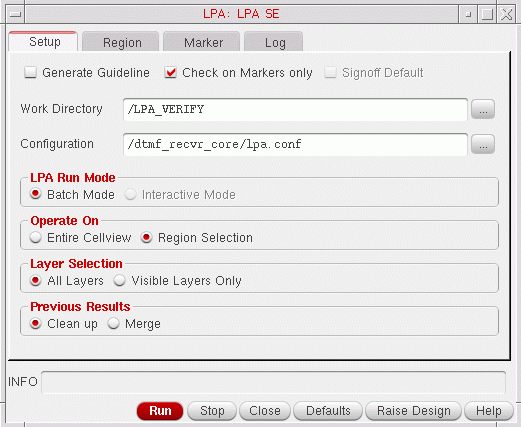 LPA: LPA SE
Setup Region Marker Log
Generate Guideline Check on Markers only Signoff Default
Work Directory /LPA_VERIFY ...
Configuration /dtmf_recvr_core/lpa.conf ...
LPA Run Mode
Batch Mode Interactive Mode
Operate On
Entire Cellview Region Selection
Layer Selection
All Layers Visible Layers Only
Previous Results
Clean up Merge
INFO
Run Stop Close Defaults Raise Design Help